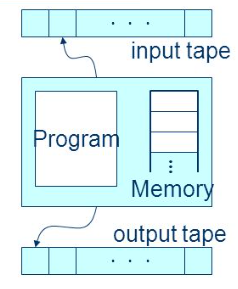 . . .
input tape
Program
⋮
Memory
output tape
. . .